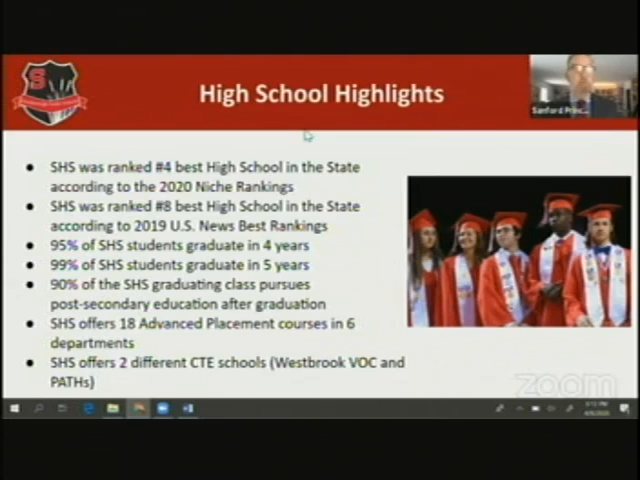 S
High School Highlights
Sanford Prince
● SHS was ranked #4 best High School in the State
according to the 2020 Niche Rankings
● SHS was ranked #8 best High School in the State
according to 2019 U.S. News Best Rankings
● 95% of SHS students graduate in 4 years
● 99% of SHS students graduate in 5 years
● 90% of the SHS graduating class pursues
post-secondary education after graduation
● SHS offers 18 Advanced Placement courses in 6
departments
● SHS offers 2 different CTE schools (Westbrook VOC and
PATHs)
zoom